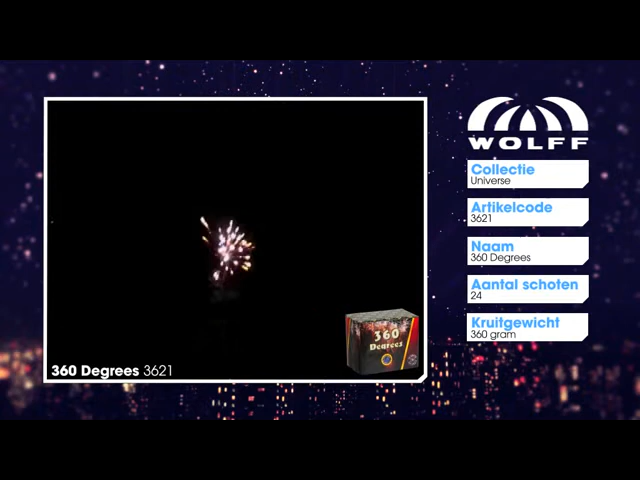 WOLFF
Collectie
Universe
Artikelcode
3621
Naam
360 Degrees
Aantal schoten
24
Kruitgewicht
360 gram
360
Degrees
360 Degrees 3621